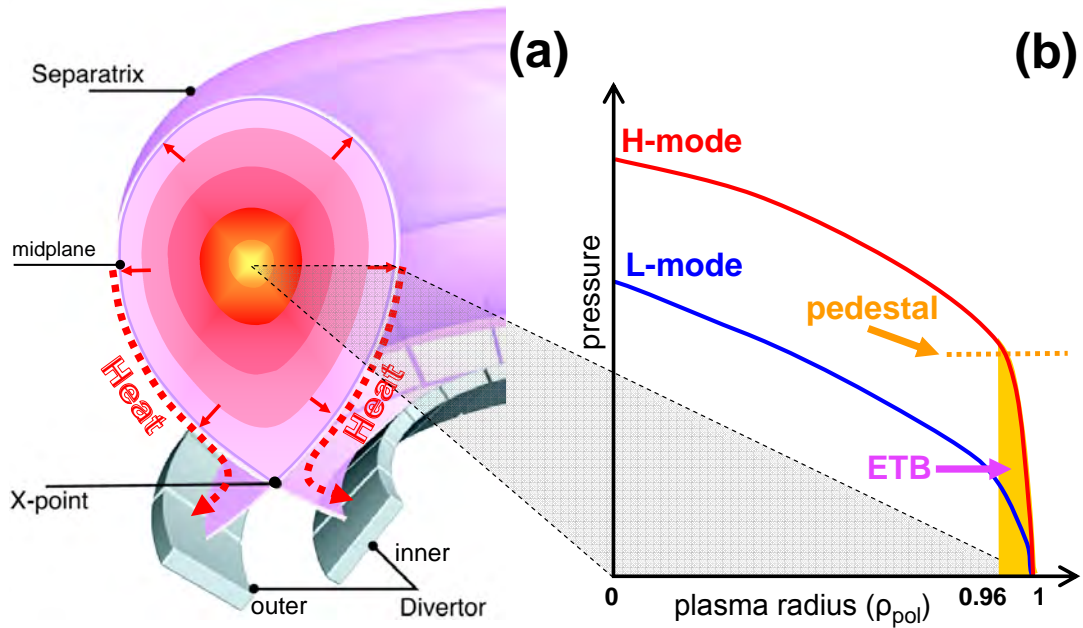 (a)
Separatrix
midplane
Heat
Heat
X-point
inner
outer
Divertor
(b)
H-mode
L-mode
pedestal
ETB
pressure
0
plasma radius (ρpol)
0.96
1